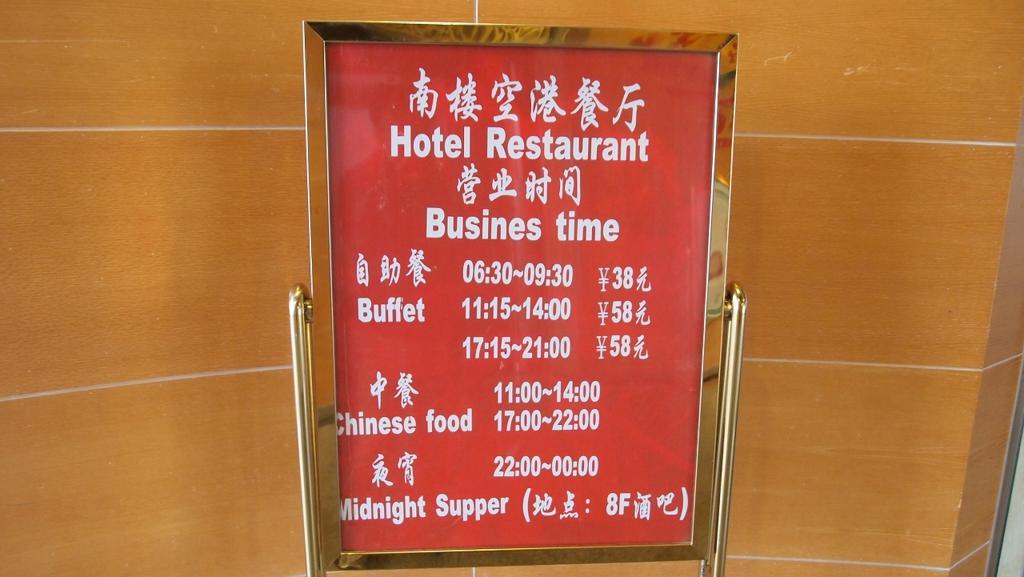 南楼空港餐厅
Hotel Restaurant
营业时间
Busines time
自助餐 06:30~09:30 ¥38元
Buffet 11:15~14:00 ¥58元
17:15~21:00 ¥58元
中餐 11:00~14:00
Chinese food 17:00~22:00
夜宵 22:00~00:00
Midnight Supper (地点: 8F酒吧)